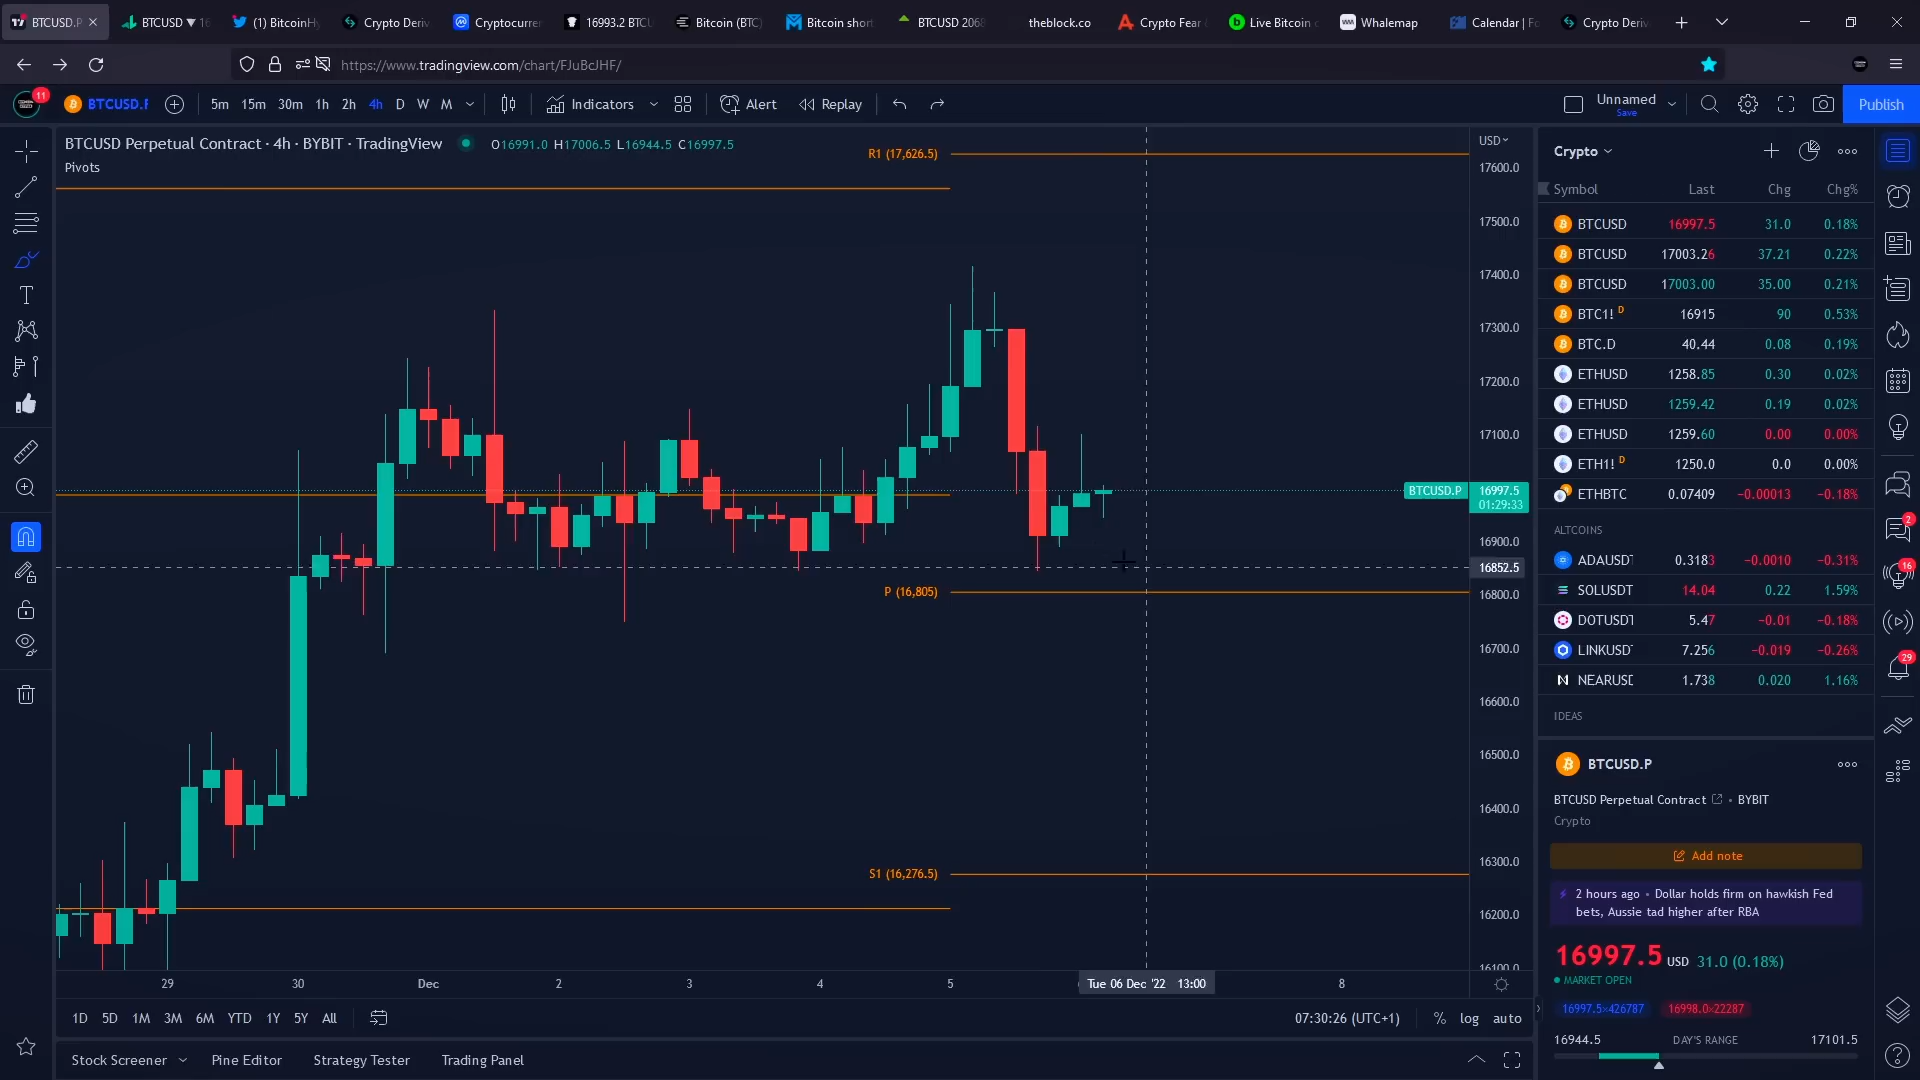 BTCUSD.P
BTCUSD ▼ 16
(1) BitcoinHy
Crypto Deriv
Cryptocurren
16993.2 BTCU
Bitcoin (BTC)
Bitcoin short
BTCUSD 2068
theblock.co
Crypto Fear
Live Bitcoin
Whalemap
Calendar | Fo
Crypto Deriv
https://www.tradingview.com/chart/FJuBcJHF/
11
BTCUSD.P
5m 15m 30m 1h 2h 4h D W M
Indicators
Alert
Replay
Unnamed
Save
Publish
BTCUSD Perpetual Contract · 4h · BYBIT · TradingView
O16991.0 H17006.5 L16944.5 C16997.5
Pivots
R1 (17,626.5)
P (16,805)
S1 (16,276.5)
USD
17600.0
17500.0
17400.0
17300.0
17200.0
17100.0
BTCUSD.P
16997.5
01:29:33
16900.0
16852.5
16800.0
16700.0
16600.0
16500.0
16400.0
16300.0
16200.0
16100.0
29 30 Dec 2 3 4 5
Tue 06 Dec '22 13:00
8
1D 5D 1M 3M 6M YTD 1Y 5Y All
07:30:26 (UTC+1)
% log auto
Stock Screener
Pine Editor
Strategy Tester
Trading Panel
Crypto
Symbol Last Chg Chg%
BTCUSD 16997.5 31.0 0.18%
BTCUSD 17003.26 37.21 0.22%
BTCUSD 17003.00 35.00 0.21%
BTC1! D 16915 90 0.53%
BTC.D 40.44 0.08 0.19%
ETHUSD 1258.85 0.30 0.02%
ETHUSD 1259.42 0.19 0.02%
ETHUSD 1259.60 0.00 0.00%
ETH1! D 1250.0 0.0 0.00%
ETHBTC 0.07409 −0.00013 −0.18%
ALTCOINS
ADAUSDT 0.3183 −0.0010 −0.31%
SOLUSDT 14.04 0.22 1.59%
DOTUSDT 5.47 −0.01 −0.18%
LINKUSDT 7.256 −0.019 −0.26%
NEARUSD 1.738 0.020 1.16%
IDEAS
BTCUSD.P
BTCUSD Perpetual Contract • BYBIT
Crypto
Add note
2 hours ago • Dollar holds firm on hawkish Fed
bets, Aussie tad higher after RBA
16997.5 USD 31.0 (0.18%)
MARKET OPEN
16997.5×426787 16998.0×22287
16944.5 DAY'S RANGE 17101.5
2
16
29